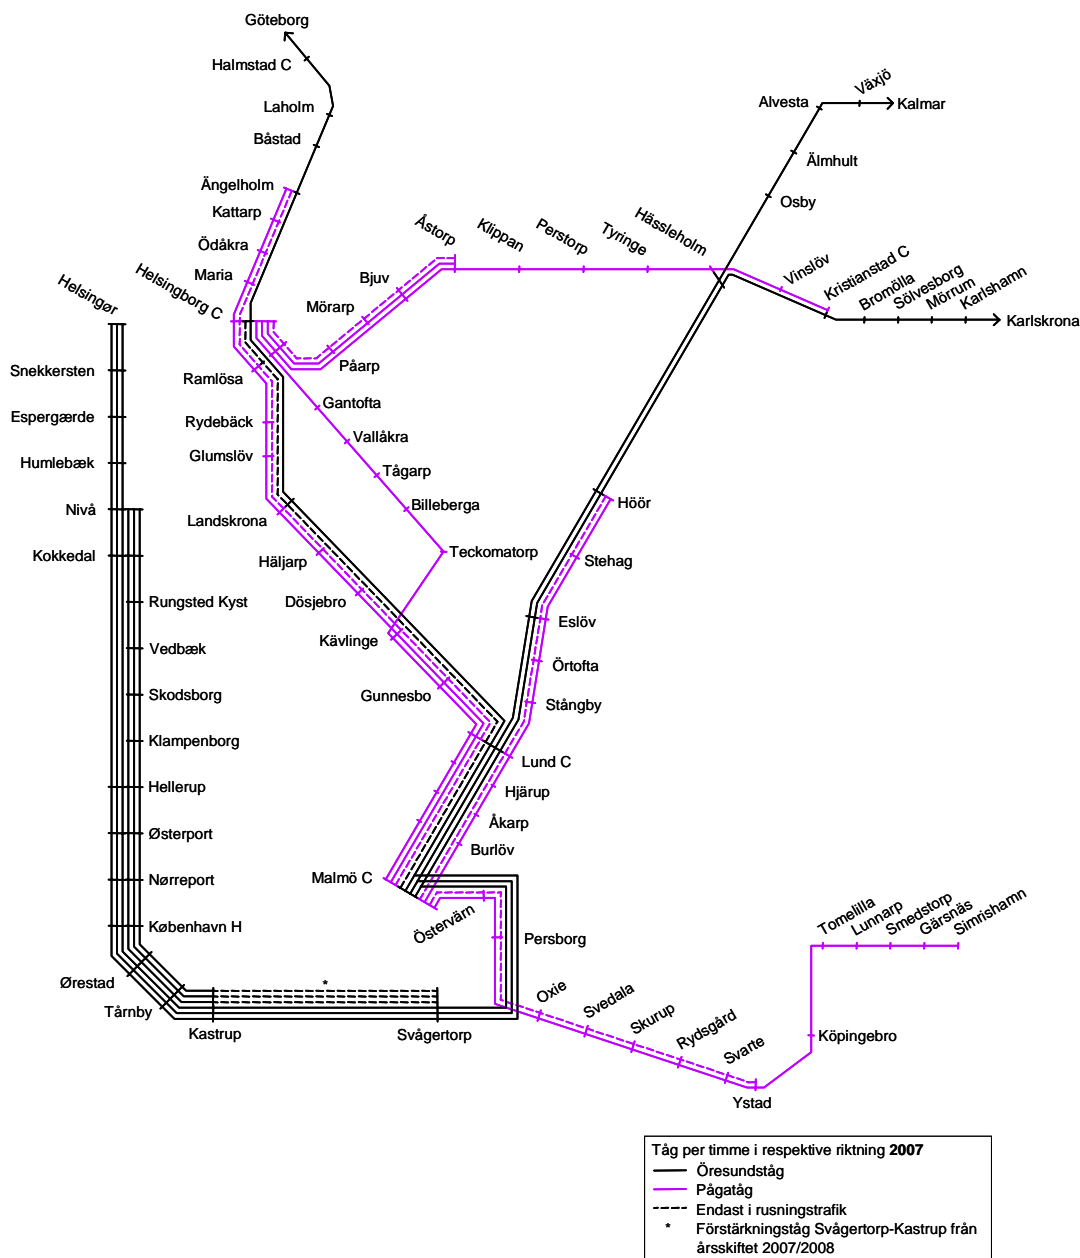 Göteborg
Halmstad C
Laholm
Båstad
Ängelholm
Kattarp
Ödåkra
Maria
Helsingborg C
Helsingør
Snekkersten
Espergærde
Humlebæk
Nivå
Kokkedal
Rungsted Kyst
Vedbæk
Skodsborg
Klampenborg
Hellerup
Østerport
Nørreport
København H
Ørestad
Tårnby
Kastrup
*
Svågertorp
Ramlösa
Rydebäck
Glumslöv
Landskrona
Häljarp
Dösjebro
Kävlinge
Gunnesbo
Malmö C
Åstorp
Bjuv
Mörarp
Påarp
Gantofta
Vallåkra
Tågarp
Billeberga
Teckomatorp
Klippan
Perstorp
Tyringe
Hässleholm
Vinslöv
Kristianstad C
Bromölla
Sölvesborg
Mörrum
Karlshamn
Karlskrona
Alvesta
Växjö
Kalmar
Älmhult
Osby
Höör
Stehag
Eslöv
Örtofta
Stångby
Lund C
Hjärup
Åkarp
Burlöv
Östervärn
Persborg
Oxie
Svedala
Skurup
Rydsgård
Svarte
Ystad
Köpingebro
Tomelilla
Lunnarp
Smedstorp
Gärsnäs
Simrishamn
Tåg per timme i respektive riktning 2007
Öresundståg
Pågatåg
Endast i rusningstrafik
* Förstärkningståg Svågertorp-Kastrup från
årsskiftet 2007/2008